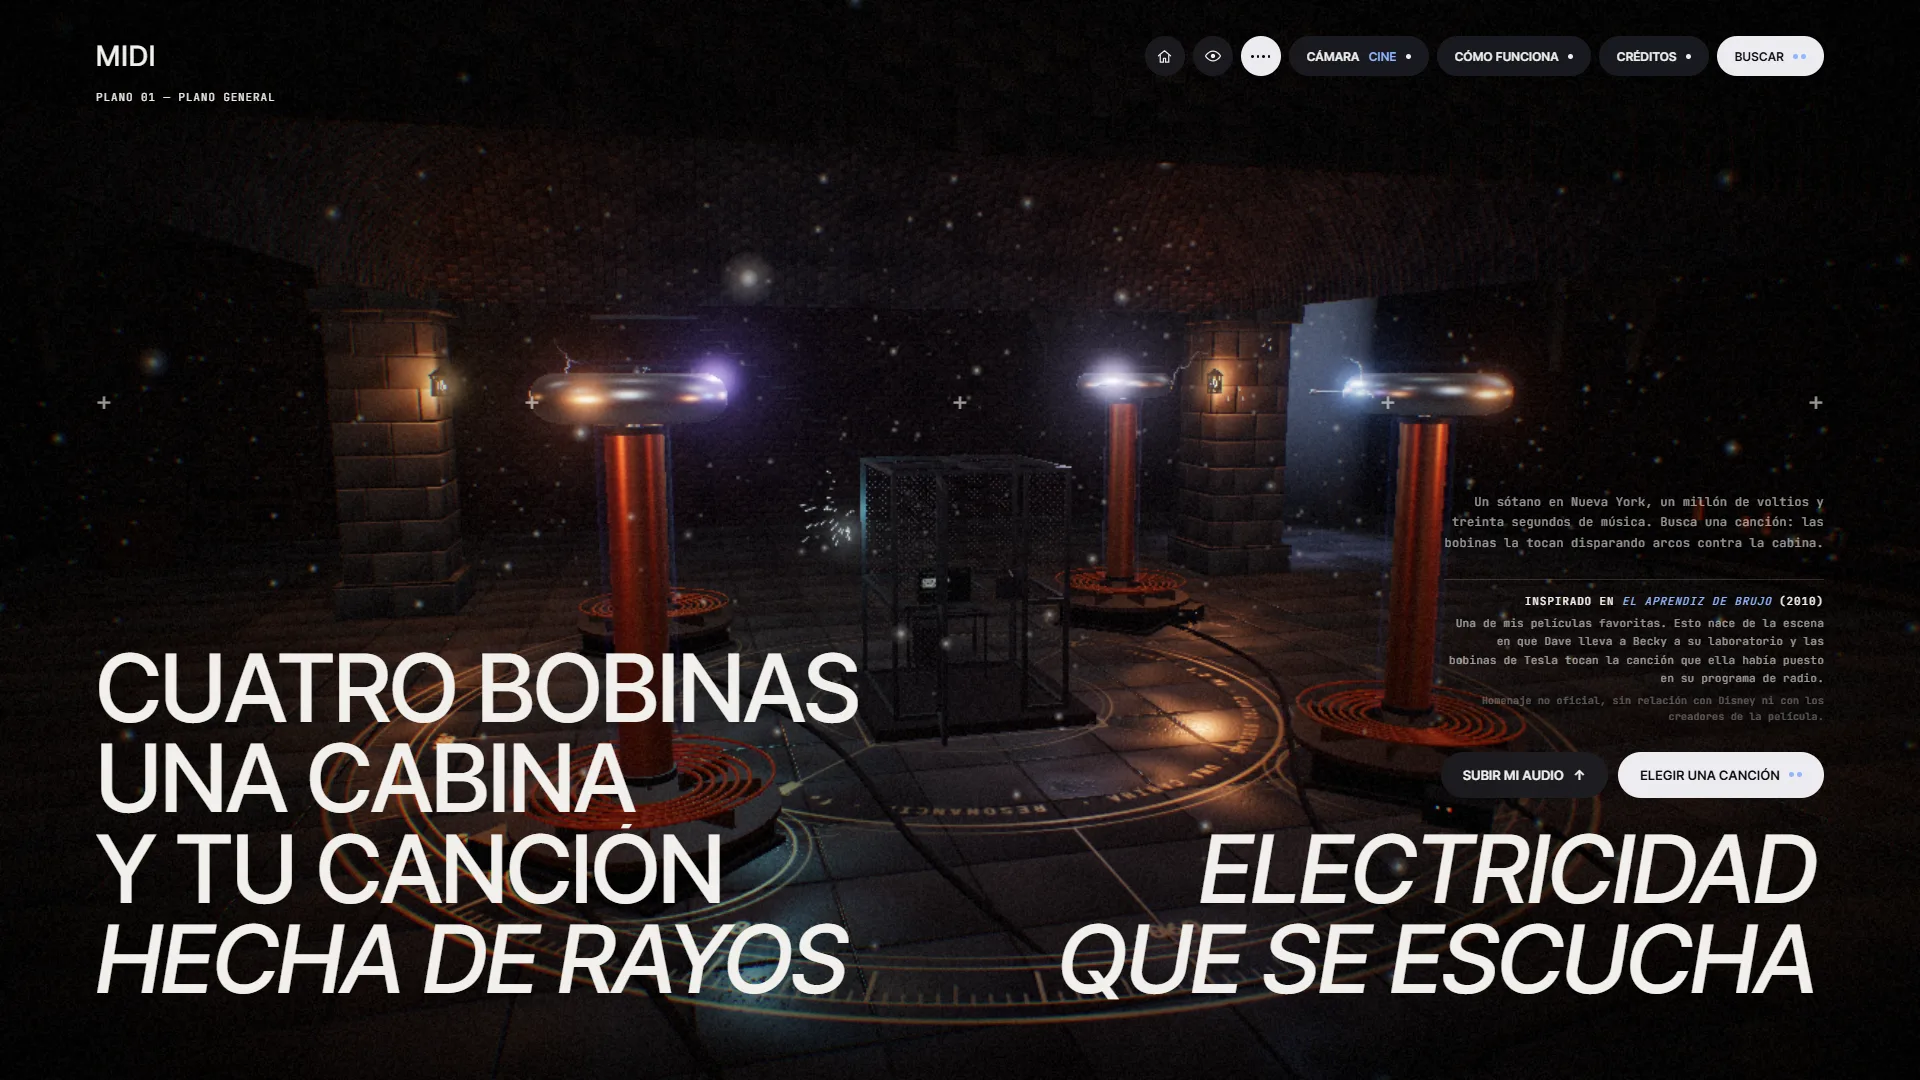 MIDI
PLANO 01 — PLANO GENERAL
CÁMARA CINE
CÓMO FUNCIONA
CRÉDITOS
BUSCAR
Un sótano en Nueva York, un millón de voltios y
treinta segundos de música. Busca una canción: las
bobinas la tocan disparando arcos contra la cabina.
INSPIRADO EN EL APRENDIZ DE BRUJO (2010)
Una de mis películas favoritas. Esto nace de la escena
en que Dave lleva a Becky a su laboratorio y las
bobinas de Tesla tocan la canción que ella había puesto
en su programa de radio.
Homenaje no oficial, sin relación con Disney ni con los
creadores de la película.
SUBIR MI AUDIO ↑
ELEGIR UNA CANCIÓN
CUATRO BOBINAS
UNA CABINA
Y TU CANCIÓN
HECHA DE RAYOS
ELECTRICIDAD
QUE SE ESCUCHA
RESONANC